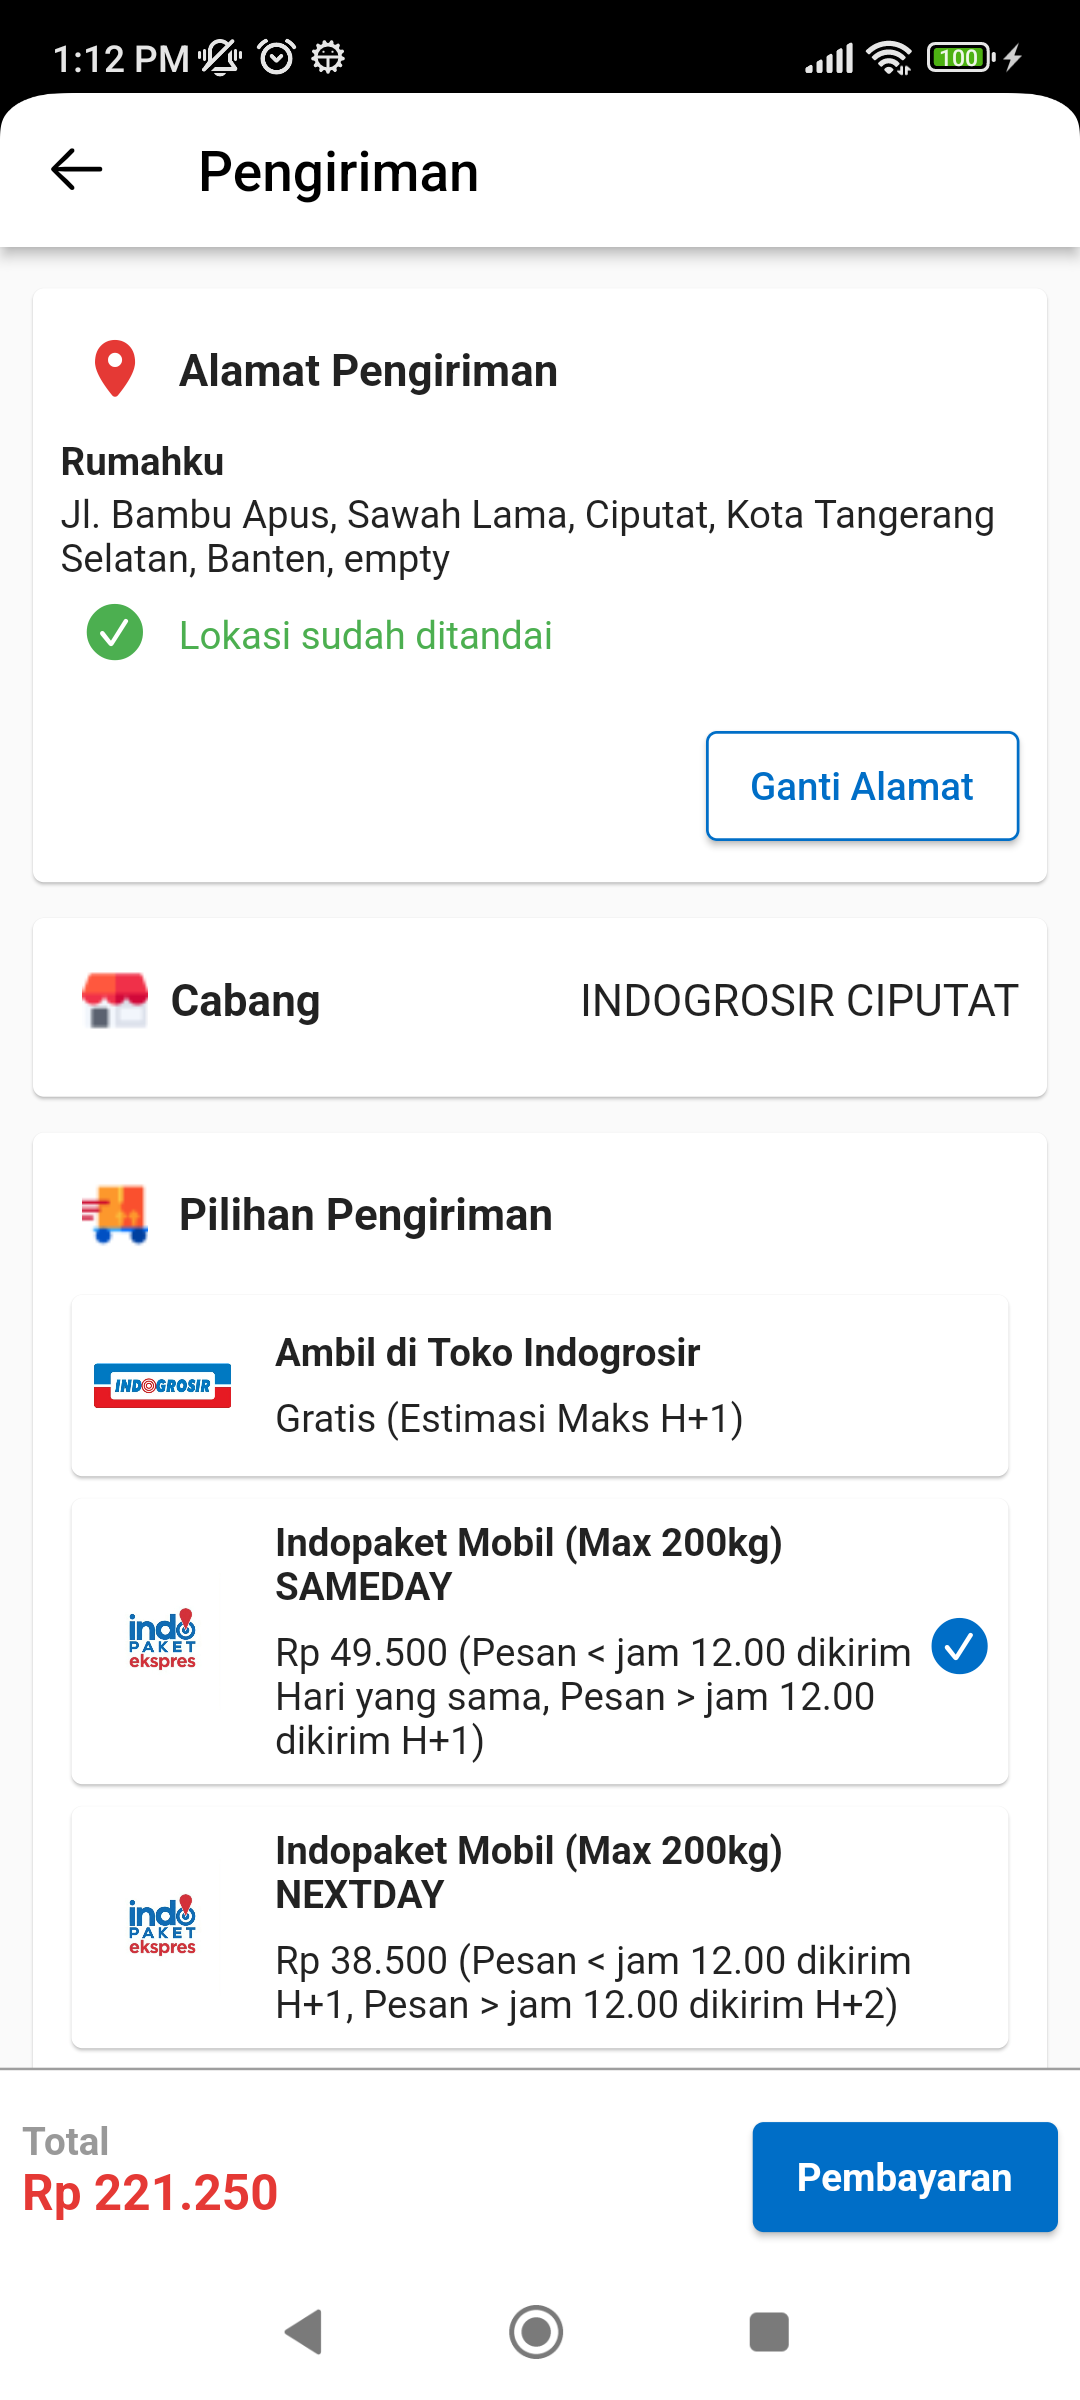 1:12 PM
100
Pengiriman
Alamat Pengiriman
Rumahku
Jl. Bambu Apus, Sawah Lama, Ciputat, Kota Tangerang
Selatan, Banten, empty
Lokasi sudah ditandai
Ganti Alamat
Cabang
INDOGROSIR CIPUTAT
Pilihan Pengiriman
INDOGROSIR
Ambil di Toko Indogrosir
Gratis (Estimasi Maks H+1)
indo
PAKET
ekspres
Indopaket Mobil (Max 200kg)
SAMEDAY
Rp 49.500 (Pesan < jam 12.00 dikirim
Hari yang sama, Pesan > jam 12.00
dikirim H+1)
indo
PAKET
ekspres
Indopaket Mobil (Max 200kg)
NEXTDAY
Rp 38.500 (Pesan < jam 12.00 dikirim
H+1, Pesan > jam 12.00 dikirim H+2)
Total
Rp 221.250
Pembayaran